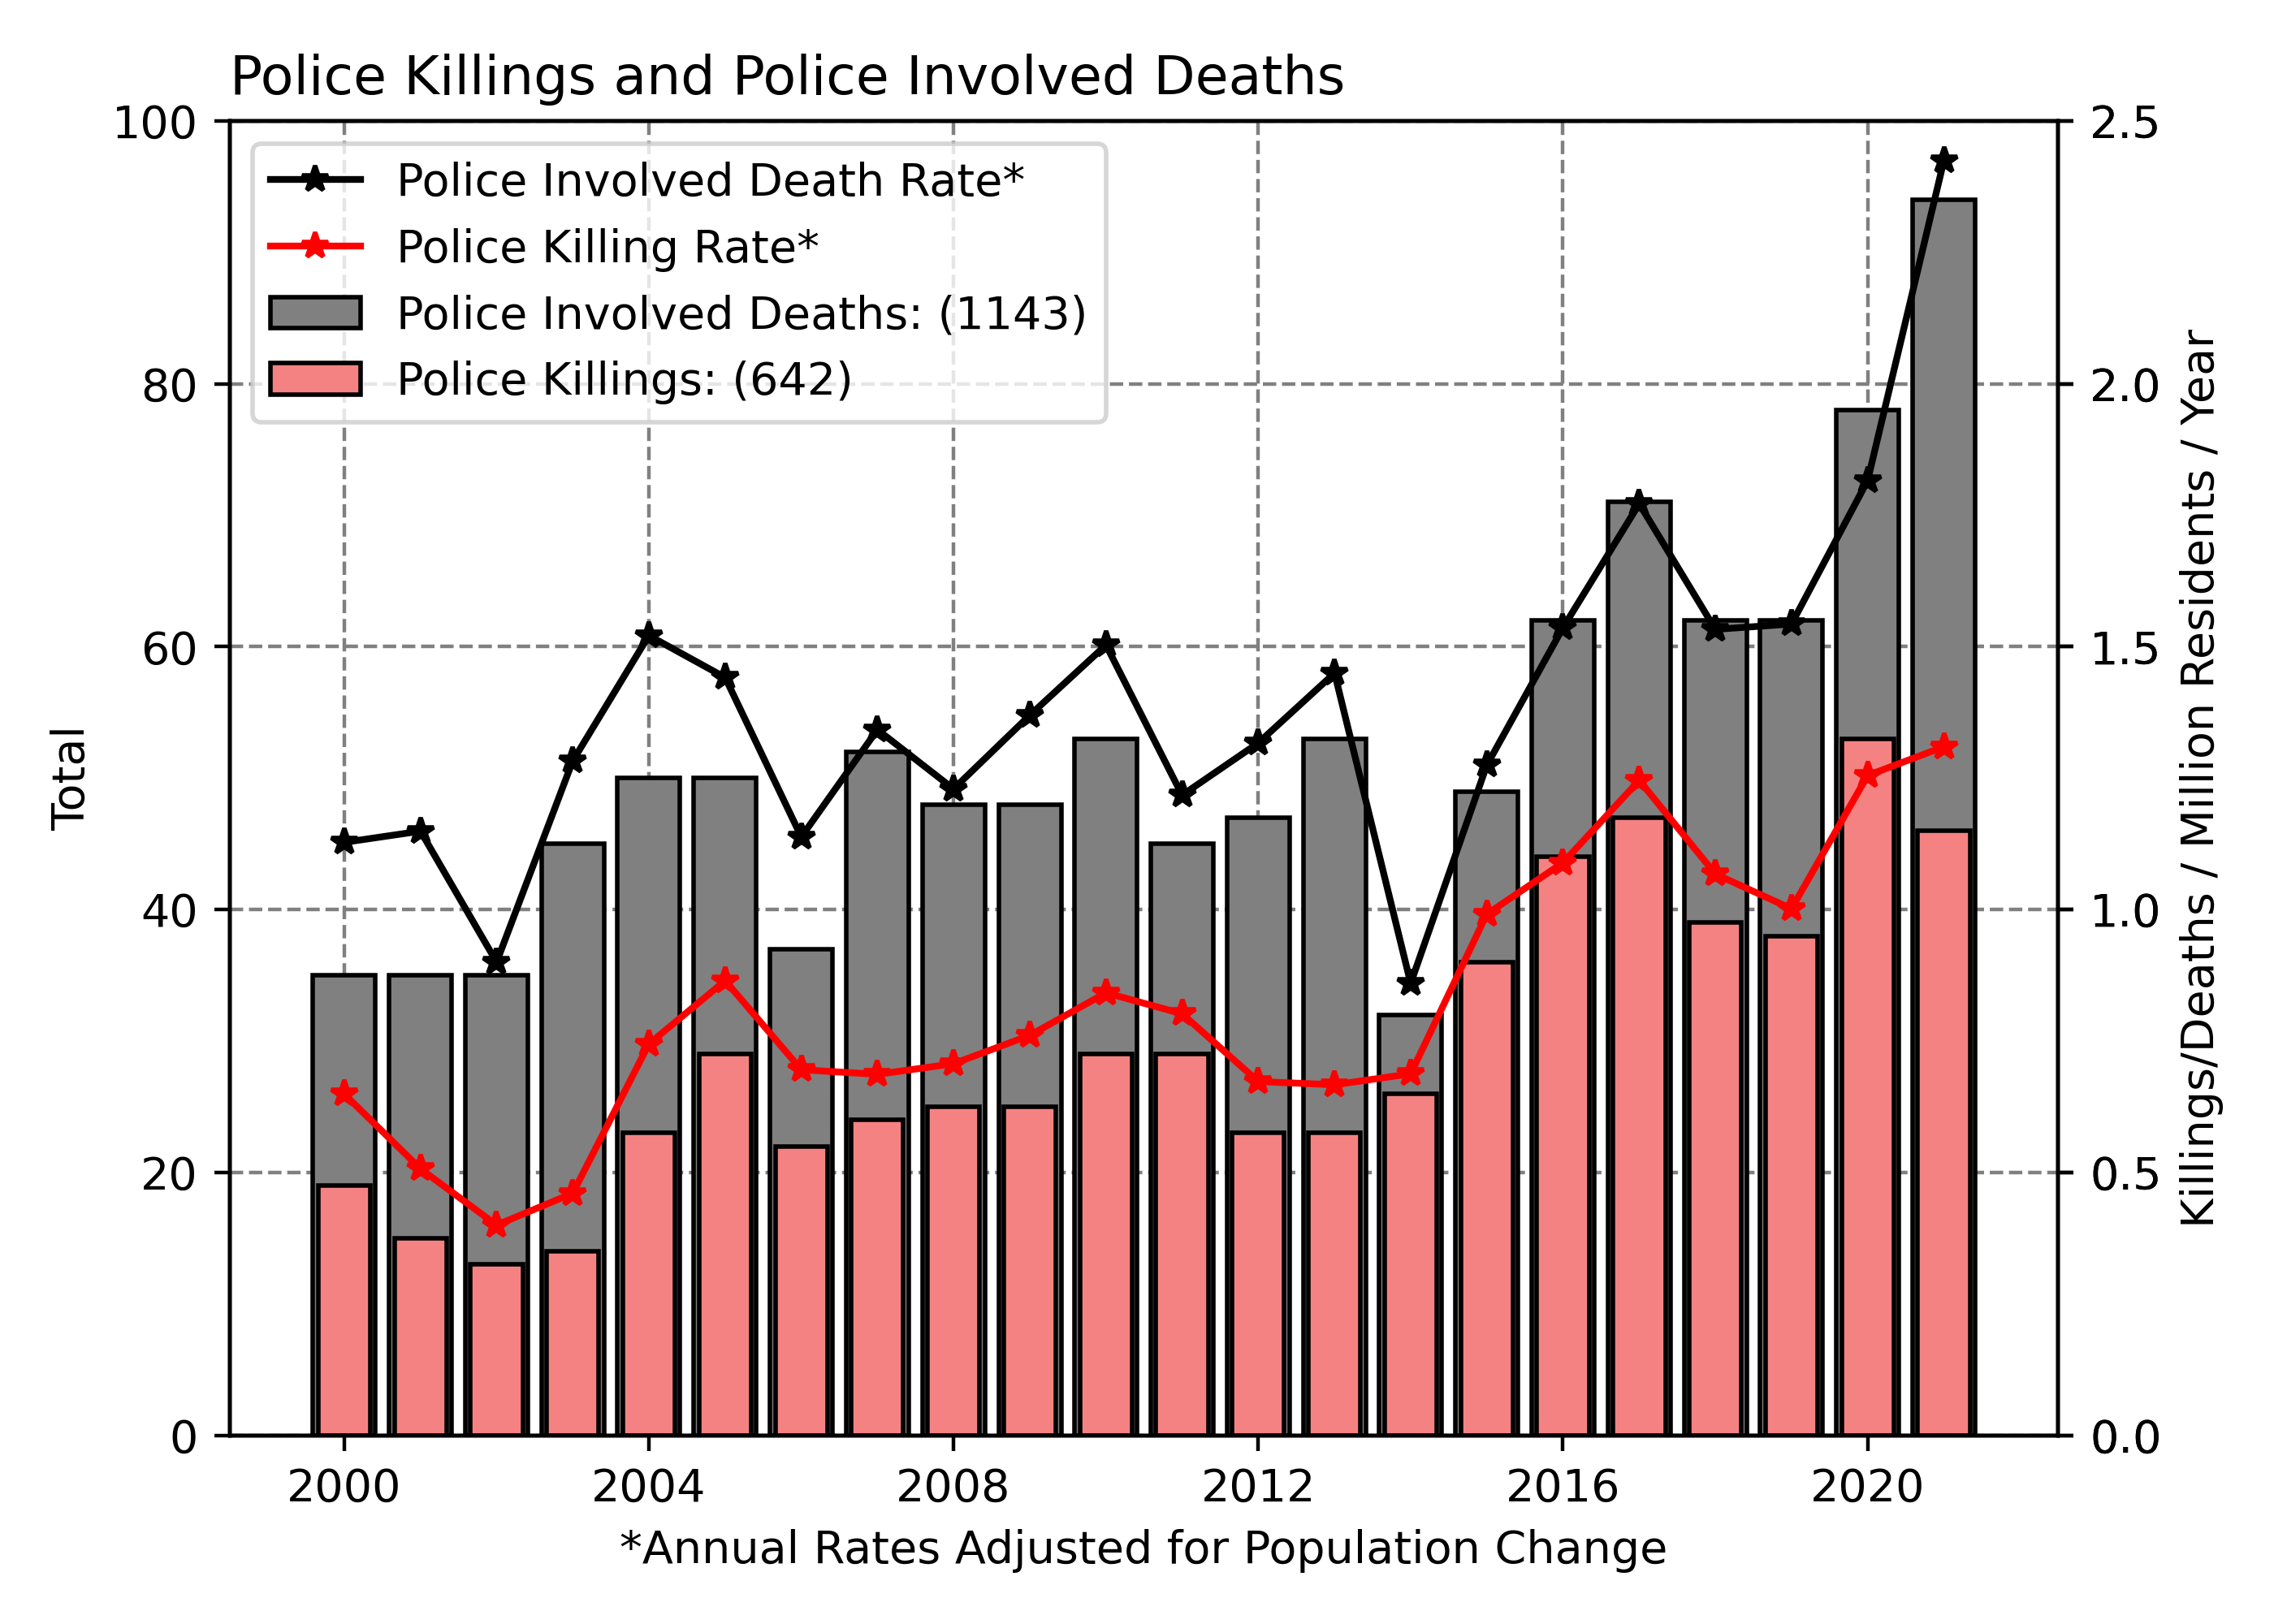 Police Killings and Police Involved Deaths
100
80
60
40
20
0
Total
Police Involved Death Rate*
Police Killing Rate*
Police Involved Deaths: (1143)
Police Killings: (642)
2.5
2.0
1.5
1.0
0.5
0.0
Killings/Deaths / Million Residents / Year
2000 2004 2008 2012 2016 2020
*Annual Rates Adjusted for Population Change